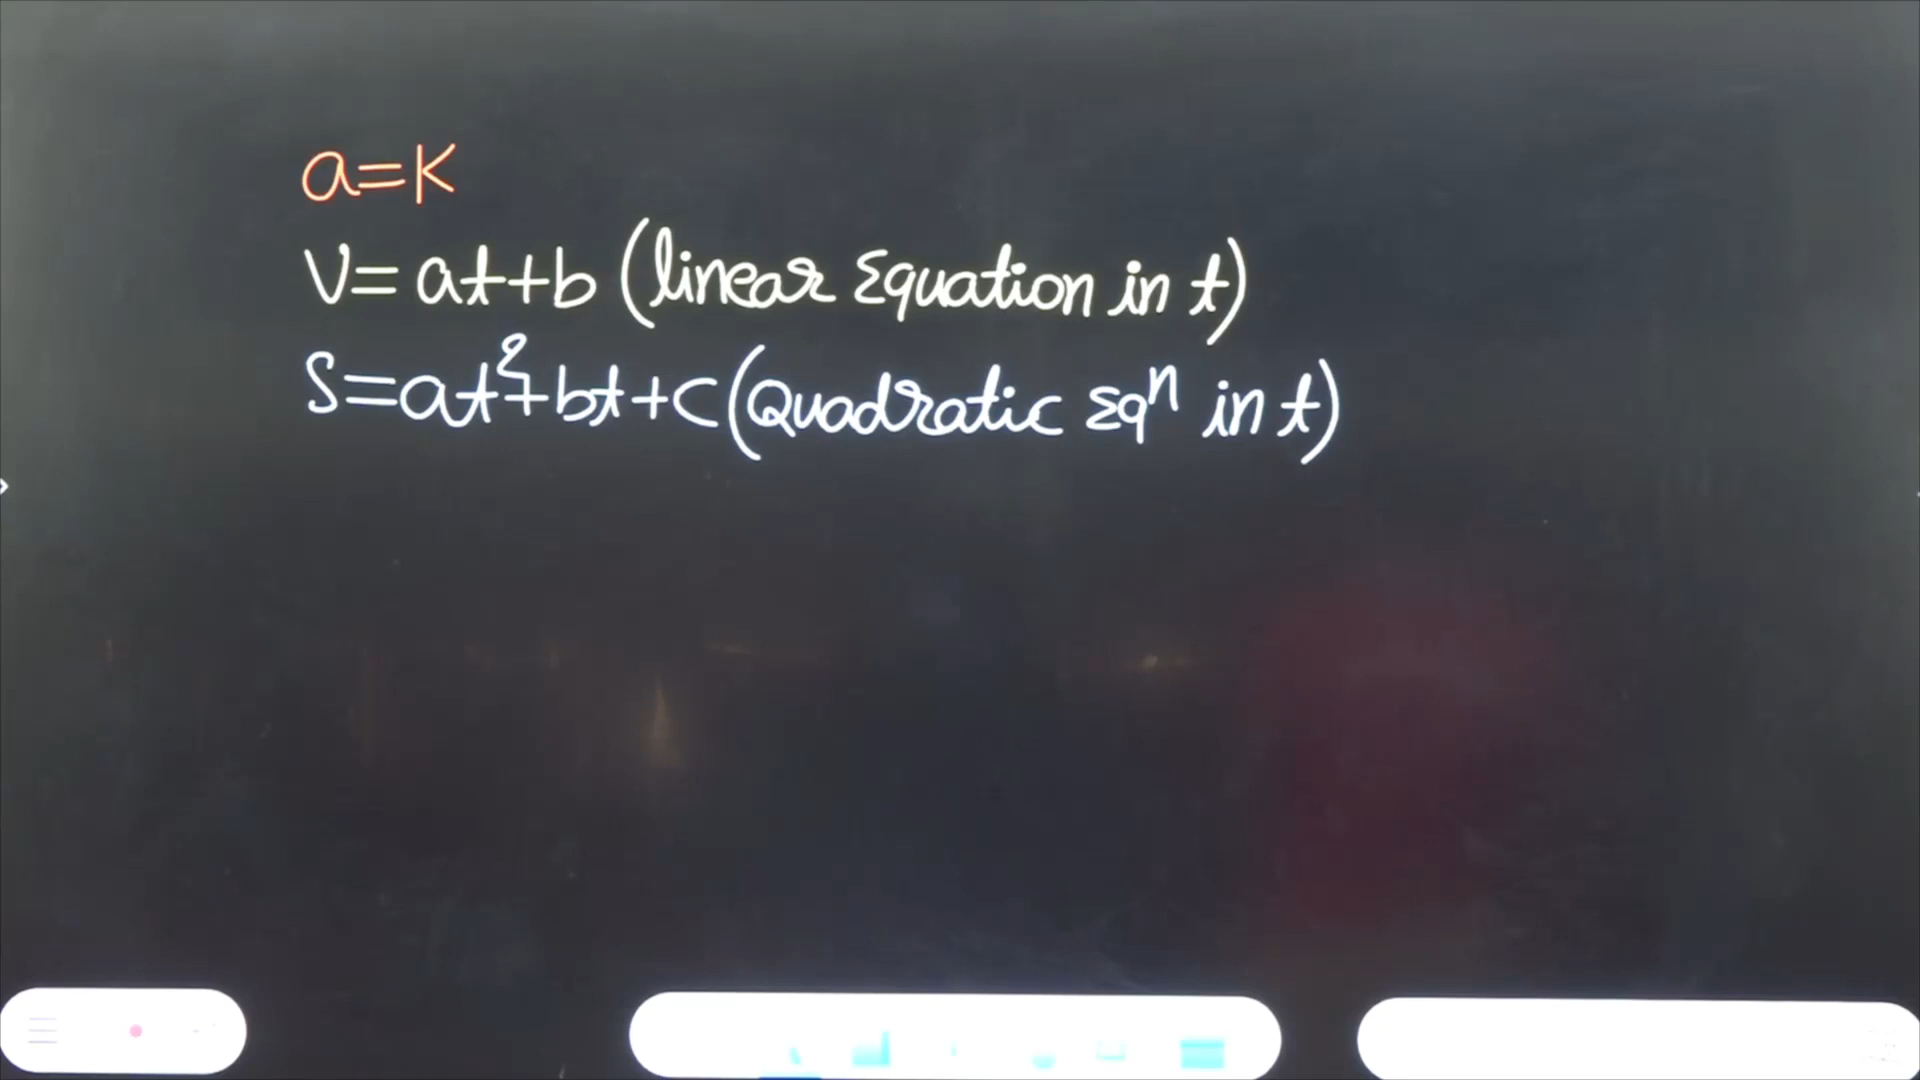 a=K
V=at+b (linear Equation in t)
S=at²+bt+c (Quadratic Eqⁿ in t)